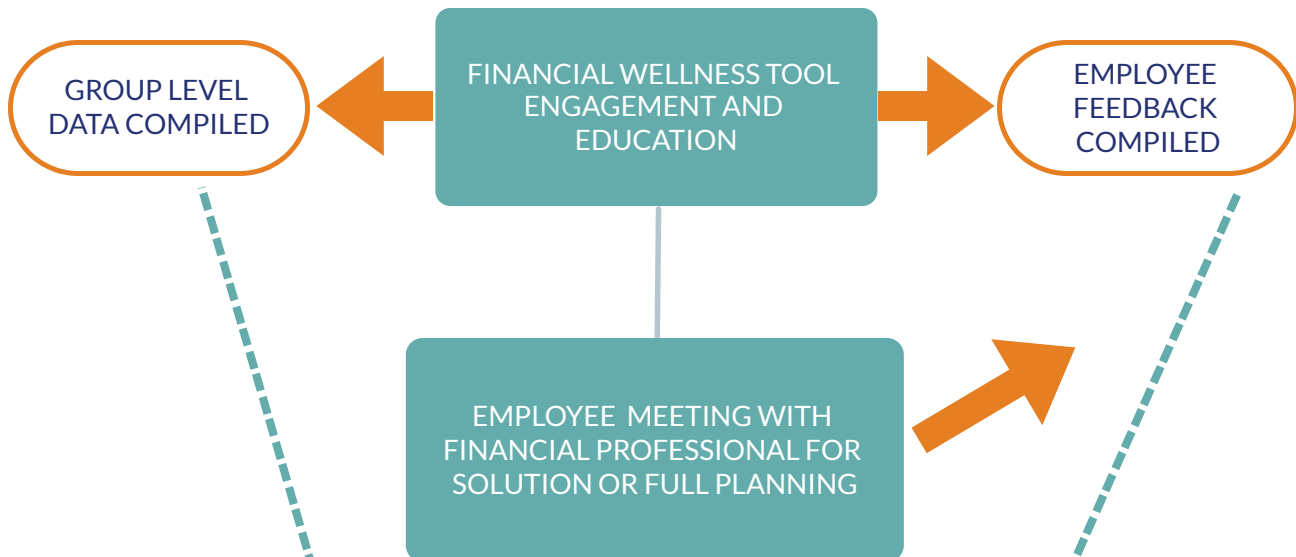 GROUP LEVEL
DATA COMPILED
FINANCIAL WELLNESS TOOL
ENGAGEMENT AND
EDUCATION
EMPLOYEE
FEEDBACK
COMPILED
EMPLOYEE  MEETING WITH
FINANCIAL PROFESSIONAL FOR
SOLUTION OR FULL PLANNING